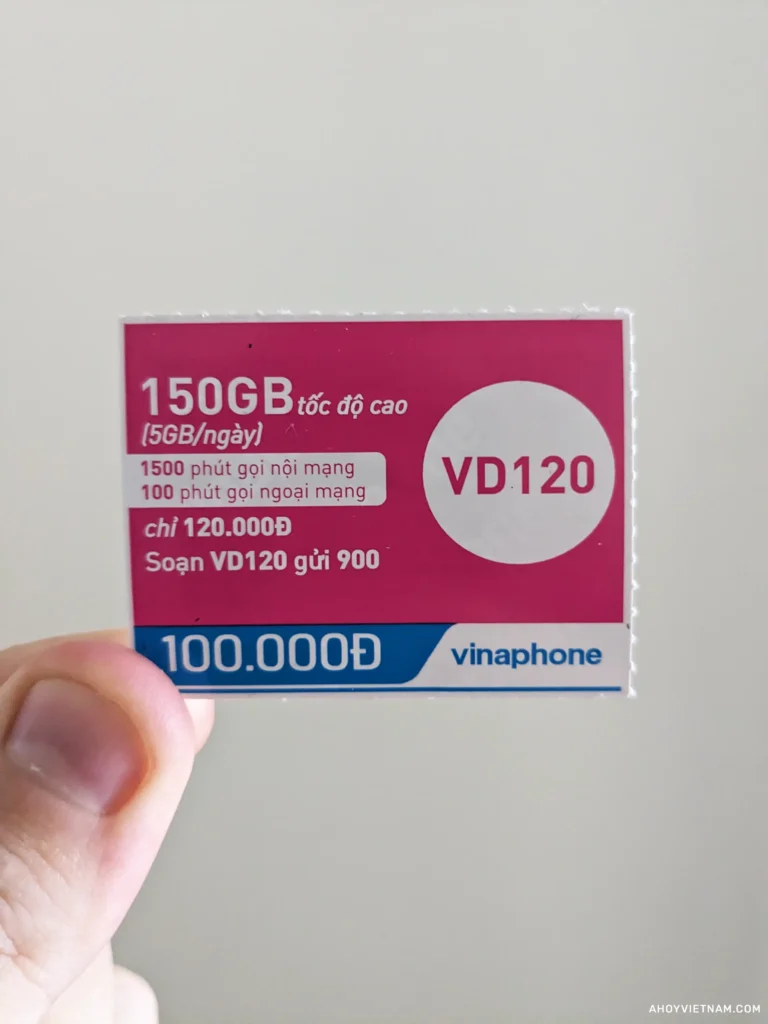 150GB tốc độ cao
(5GB/ngày)
1500 phút gọi nội mạng
100 phút gọi ngoại mạng
chỉ 120.000Đ
Soạn VD120 gửi 900
VD120
100.000Đ
vinaphone
AHOYVIETNAM.COM